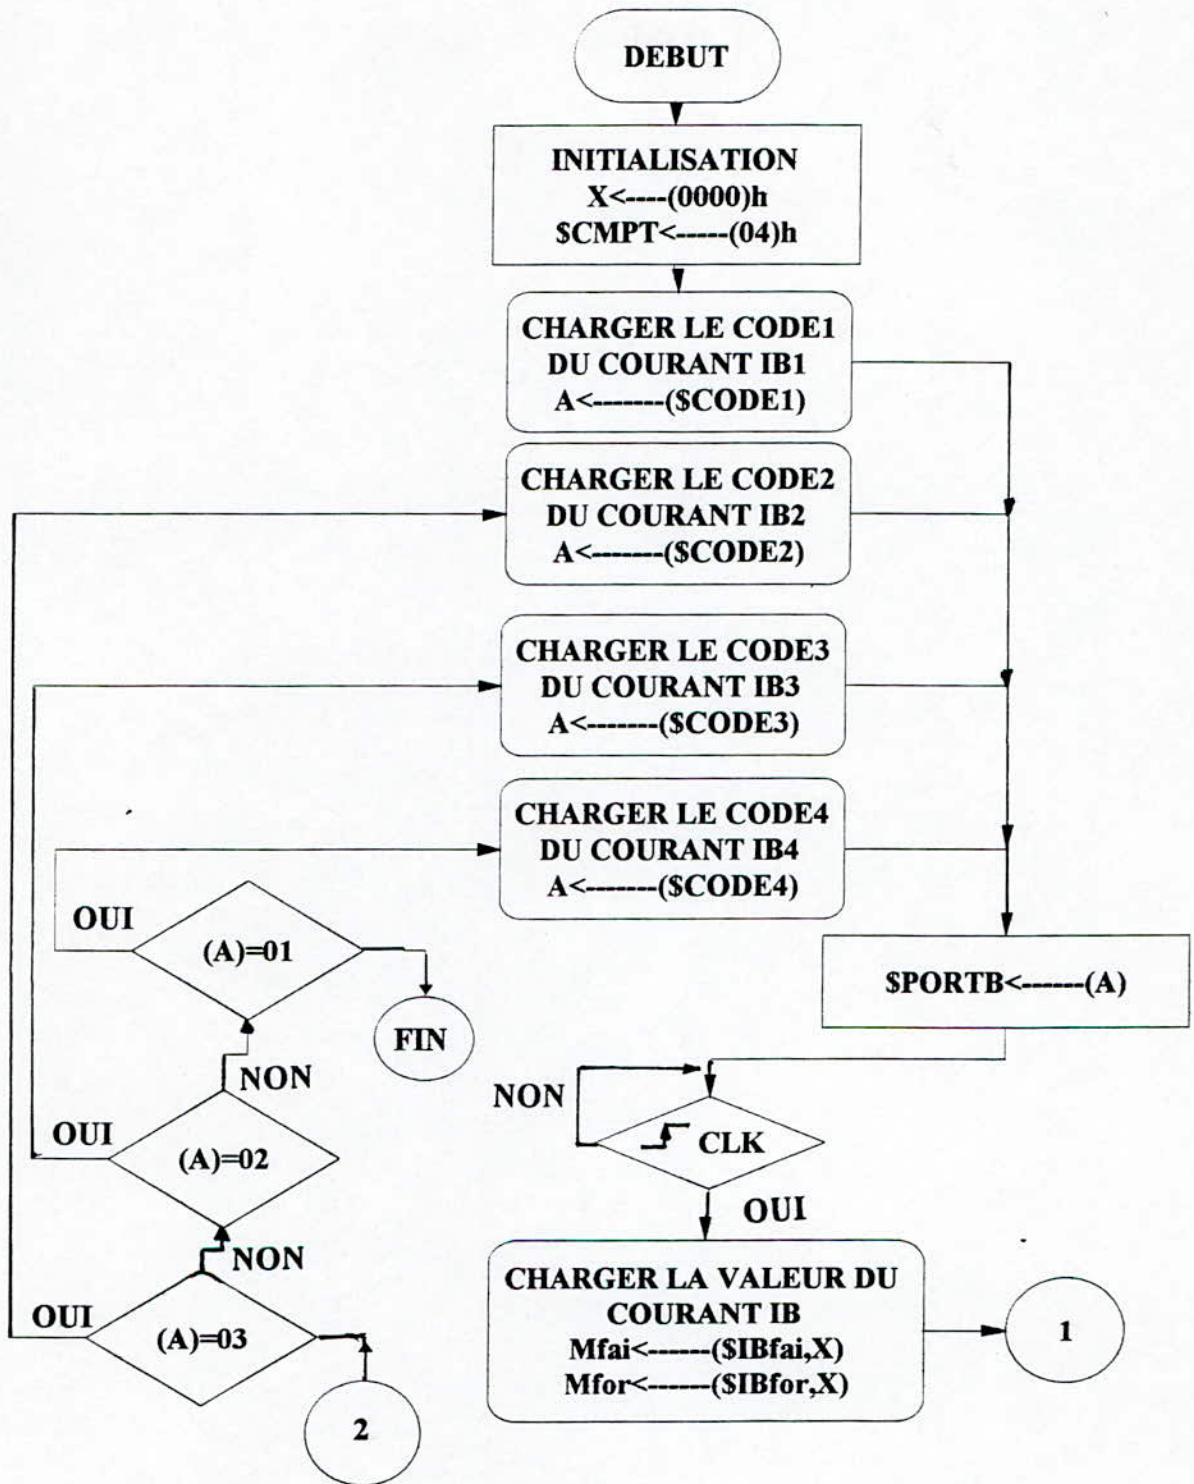 DEBUT
INITIALISATION
X<----(0000)h
$CMPT<-----(04)h
CHARGER LE CODE1
DU COURANT IB1
A<-------($CODE1)
CHARGER LE CODE2
DU COURANT IB2
A<-------($CODE2)
CHARGER LE CODE3
DU COURANT IB3
A<-------($CODE3)
CHARGER LE CODE4
DU COURANT IB4
A<-------($CODE4)
OUI
(A)=01
FIN
$PORTB<------(A)
NON
OUI
(A)=02
NON
CLK
OUI
NON
OUI
(A)=03
2
CHARGER LA VALEUR DU
COURANT IB
Mfai<------($IBfai,X)
Mfor<------($IBfor,X)
1